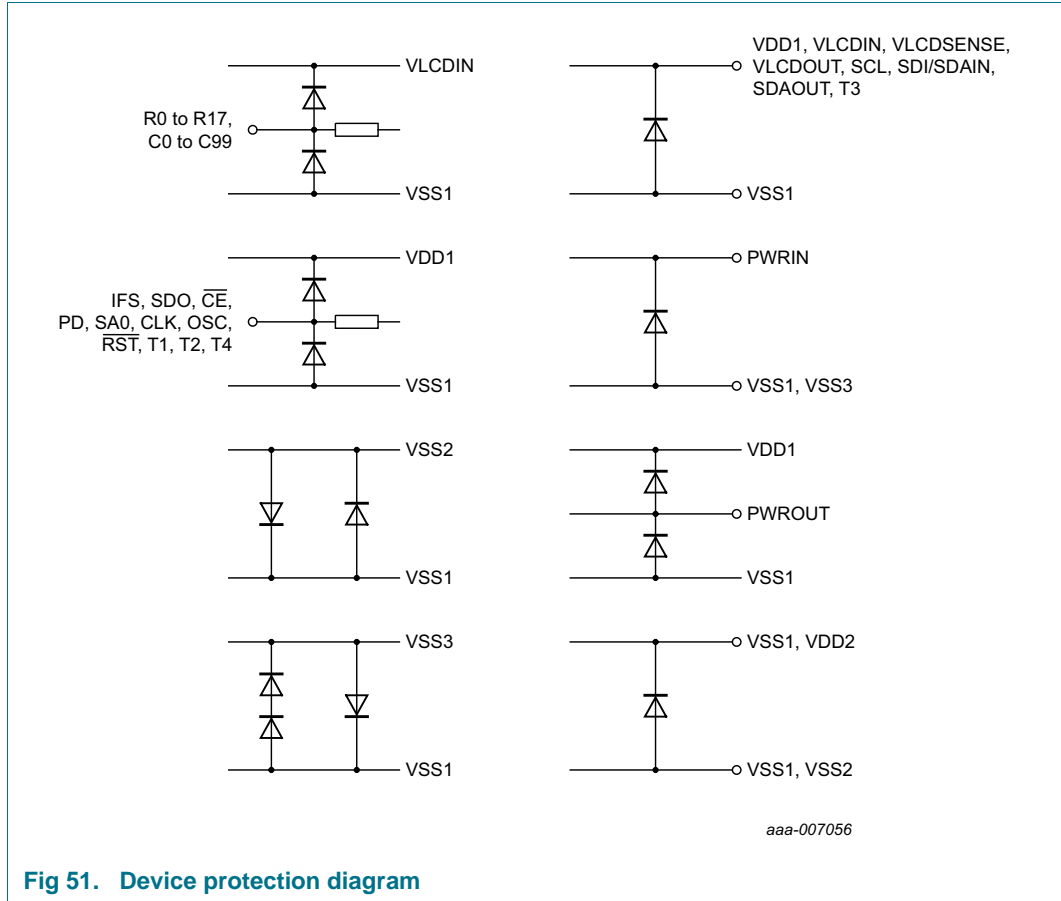 VLCDIN
R0 to R17,
C0 to C99
VSS1
VDD1, VLCDIN, VLCDSENSE,
VLCDOUT, SCL, SDI/SDAIN,
SDAOUT, T3
VSS1
VDD1
IFS, SDO, C̅E̅,
PD, SA0, CLK, OSC,
R̅S̅T̅, T1, T2, T4
VSS1
PWRIN
VSS1, VSS3
VSS2
VSS1
VDD1
PWROUT
VSS1
VSS3
VSS1
VSS1, VDD2
VSS1, VSS2
aaa-007056
Fig 51. Device protection diagram